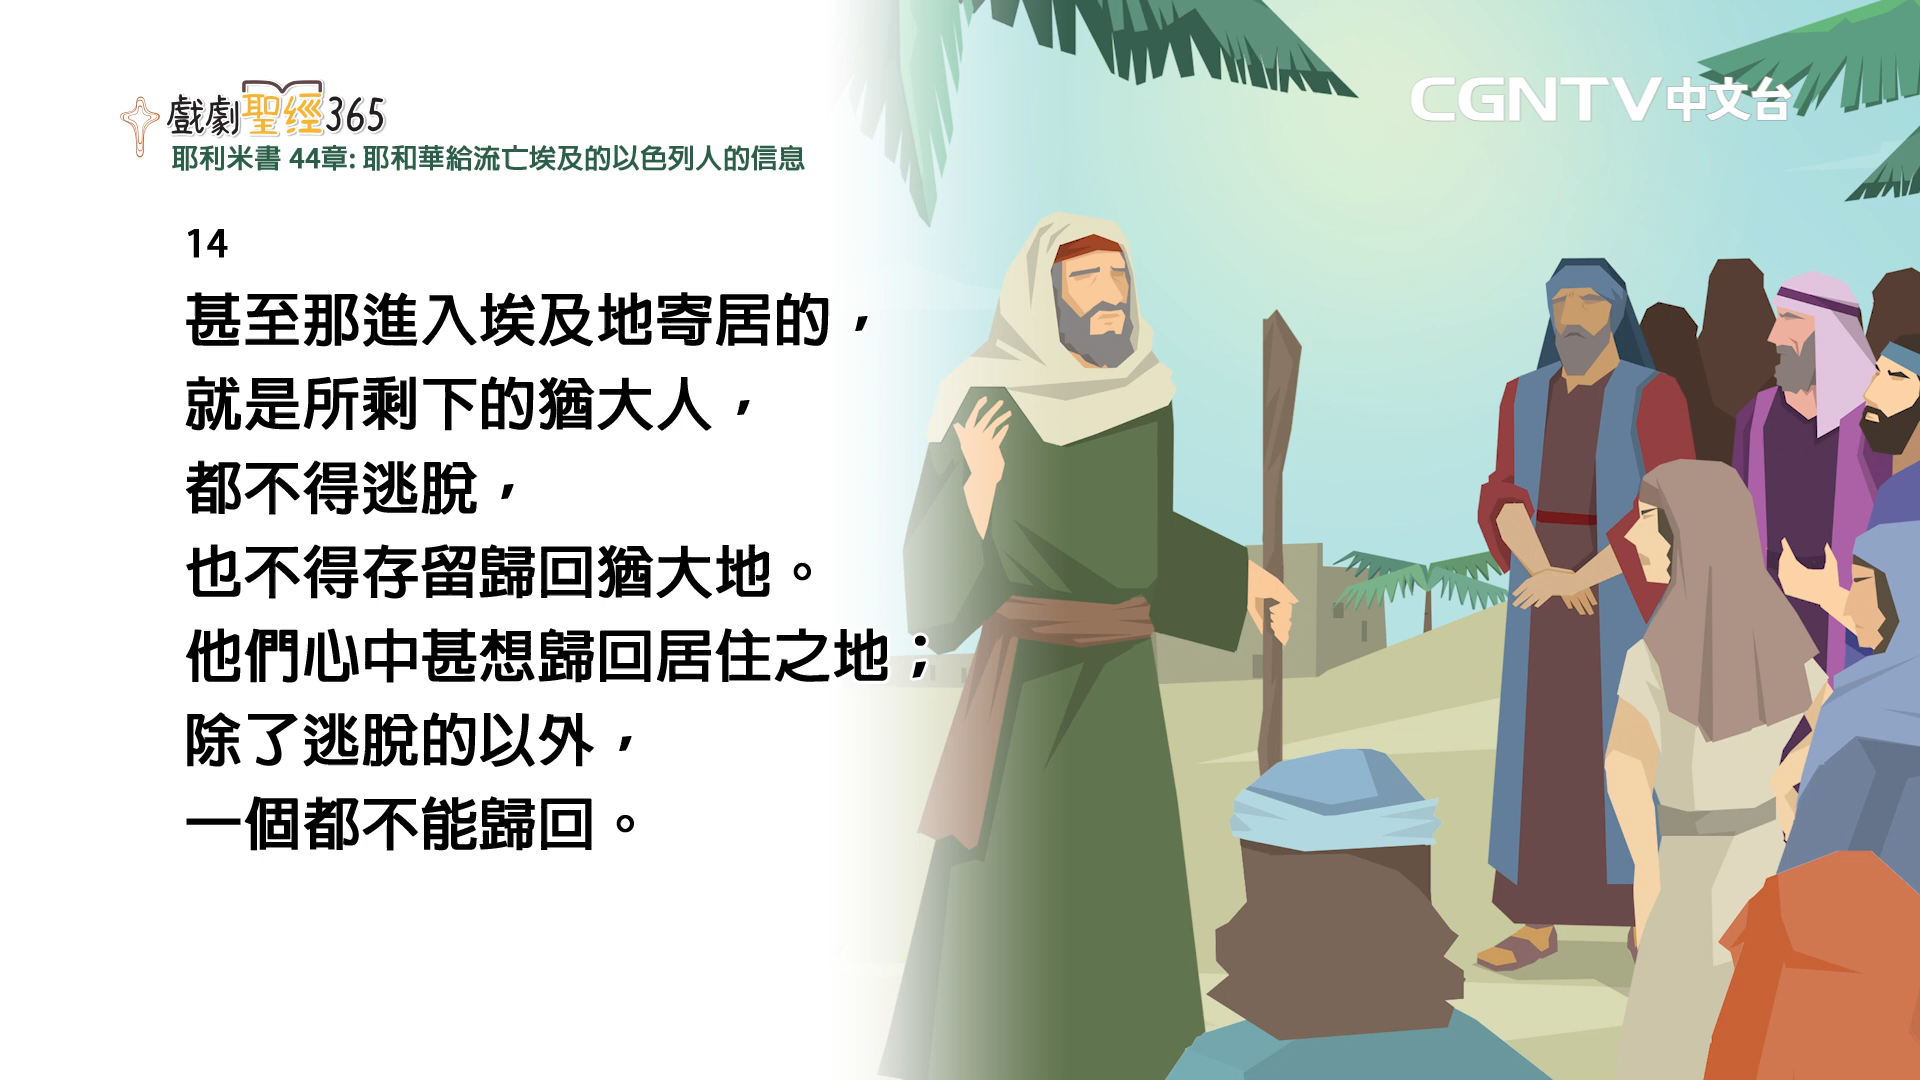 戲劇聖經365
CGNTV中文台
耶利米書 44章: 耶和華給流亡埃及的以色列人的信息
14
甚至那進入埃及地寄居的，
就是所剩下的猶大人，
都不得逃脫，
也不得存留歸回猶大地。
他們心中甚想歸回居住之地；
除了逃脫的以外，
一個都不能歸回。